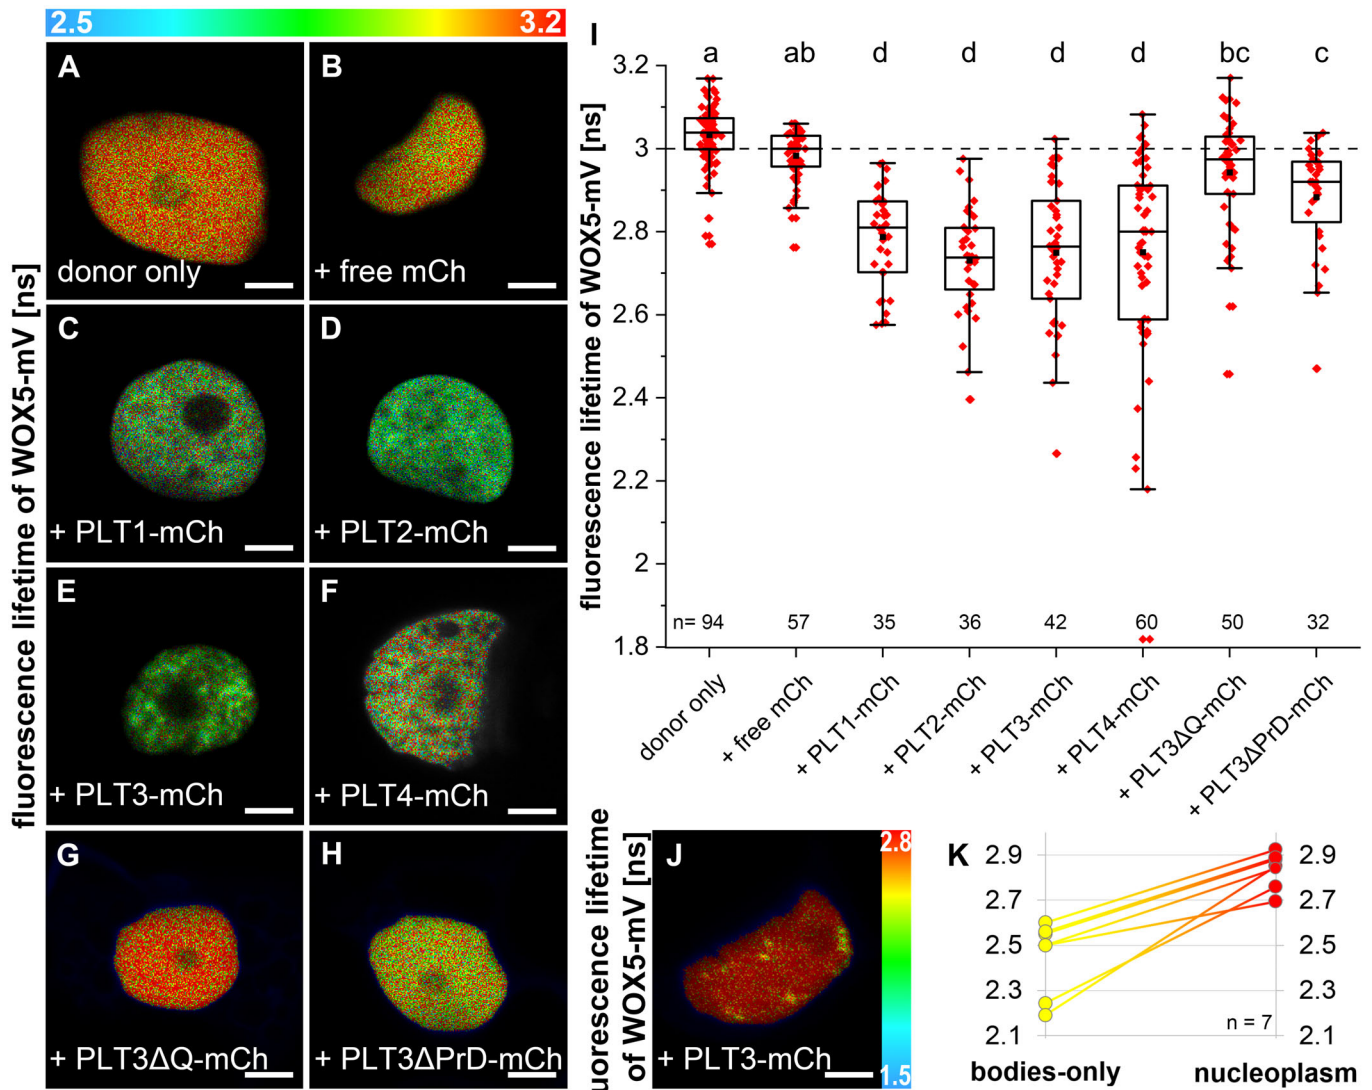 2.5 3.2
fluorescence lifetime of WOX5-mV [ns]
A
donor only
B
+ free mCh
C
+ PLT1-mCh
D
+ PLT2-mCh
E
+ PLT3-mCh
F
+ PLT4-mCh
G
+ PLT3ΔQ-mCh
H
+ PLT3ΔPrD-mCh
I
fluorescence lifetime of WOX5-mV [ns]
a ab d d d d bc c
3.2
3
2.8
2.6
2.4
2.2
2
1.8
n= 94 57 35 36 42 60 50 32
donor only
+ free mCh
+ PLT1-mCh
+ PLT2-mCh
+ PLT3-mCh
+ PLT4-mCh
+ PLT3ΔQ-mCh
+ PLT3ΔPrD-mCh
fluorescence lifetime
of WOX5-mV [ns]
J
+ PLT3-mCh
2.8
1.5
K
2.9 2.9
2.7 2.7
2.5 2.5
2.3 2.3
2.1 2.1
n = 7
bodies-only nucleoplasm